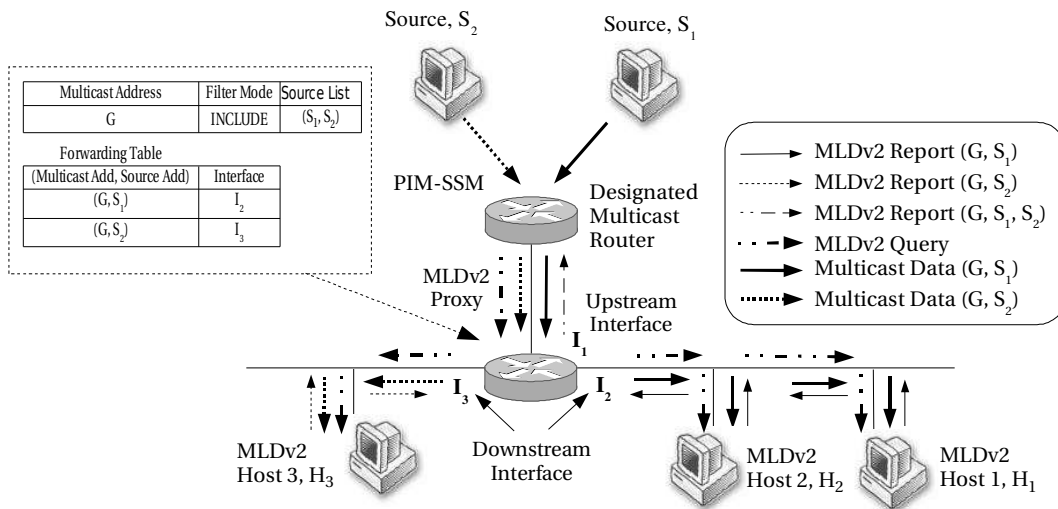 Source, S₂
Source, S₁
Multicast Address Filter Mode Source List
G INCLUDE (S₁, S₂)
Forwarding Table
(Multicast Add, Source Add) Interface
(G, S₁) I₂
(G, S₂) I₃
PIM-SSM
Designated
Multicast
Router
MLDv2 Report (G, S₁)
MLDv2 Report (G, S₂)
MLDv2 Report (G, S₁, S₂)
MLDv2 Query
Multicast Data (G, S₁)
Multicast Data (G, S₂)
MLDv2
Proxy
Upstream
Interface
I₁
I₃
I₂
Downstream
Interface
MLDv2
Host 3, H₃
MLDv2
Host 2, H₂
MLDv2
Host 1, H₁